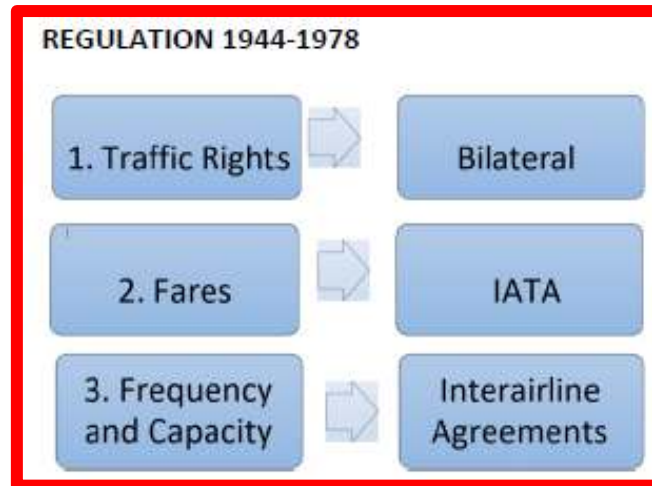 REGULATION 1944-1978
1. Traffic Rights
Bilateral
2. Fares
IATA
3. Frequency
and Capacity
Interairline
Agreements